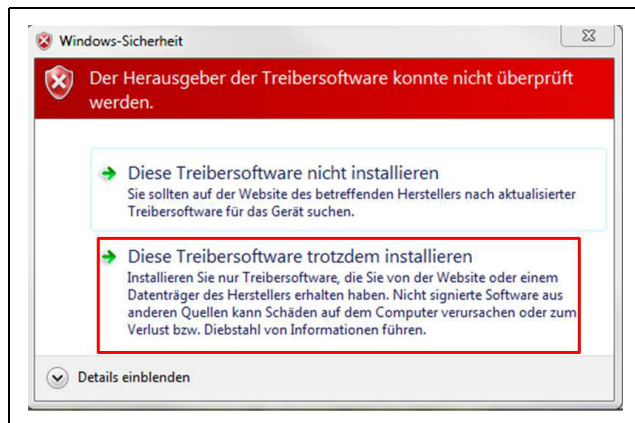 Windows-Sicherheit
Der Herausgeber der Treibersoftware konnte nicht überprüft
werden.
Diese Treibersoftware nicht installieren
Sie sollten auf der Website des betreffenden Herstellers nach aktualisierter
Treibersoftware für das Gerät suchen.
Diese Treibersoftware trotzdem installieren
Installieren Sie nur Treibersoftware, die Sie von der Website oder einem
Datenträger des Herstellers erhalten haben. Nicht signierte Software aus
anderen Quellen kann Schäden auf dem Computer verursachen oder zum
Verlust bzw. Diebstahl von Informationen führen.
Details einblenden